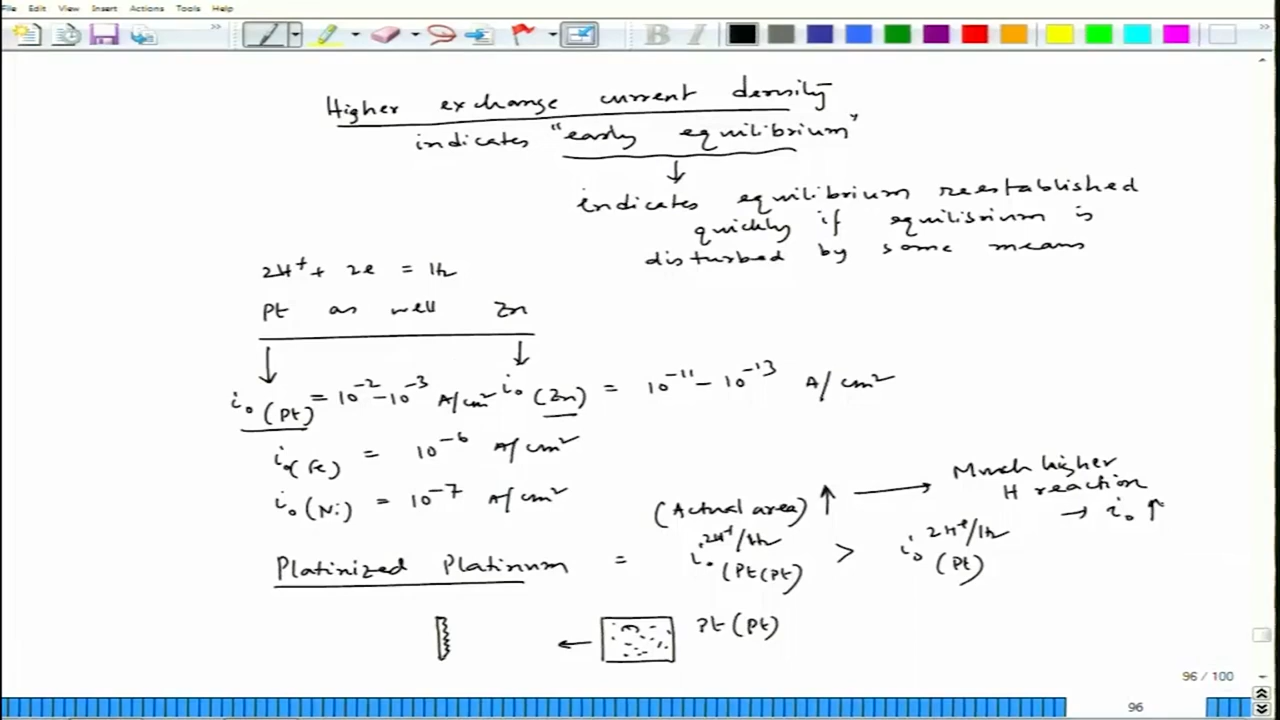 File Edit View Insert Actions Tools
Higher exchange current density
indicates "early equilibrium"
↓
indicates equilibrium reestablished
quickly if equilibrium is
disturbed by some means
2H⁺ + 2e = H₂
Pt as well Zn
i₀(Pt) = 10⁻² - 10⁻³ A/cm² i₀(Zn) = 10⁻¹¹ - 10⁻¹³ A/cm²
i₀(Fe) = 10⁻⁶ A/cm²
i₀(Ni) = 10⁻⁷ A/cm²
(Actual area) ↑ → Much higher
H reaction
→ i₀ ↑
Platinized Platinum = i₀ 2H⁺/H₂ (Pt(Pt)) > i₀ 2H⁺/H₂ (Pt)
← Pt(Pt)
96 / 100
96